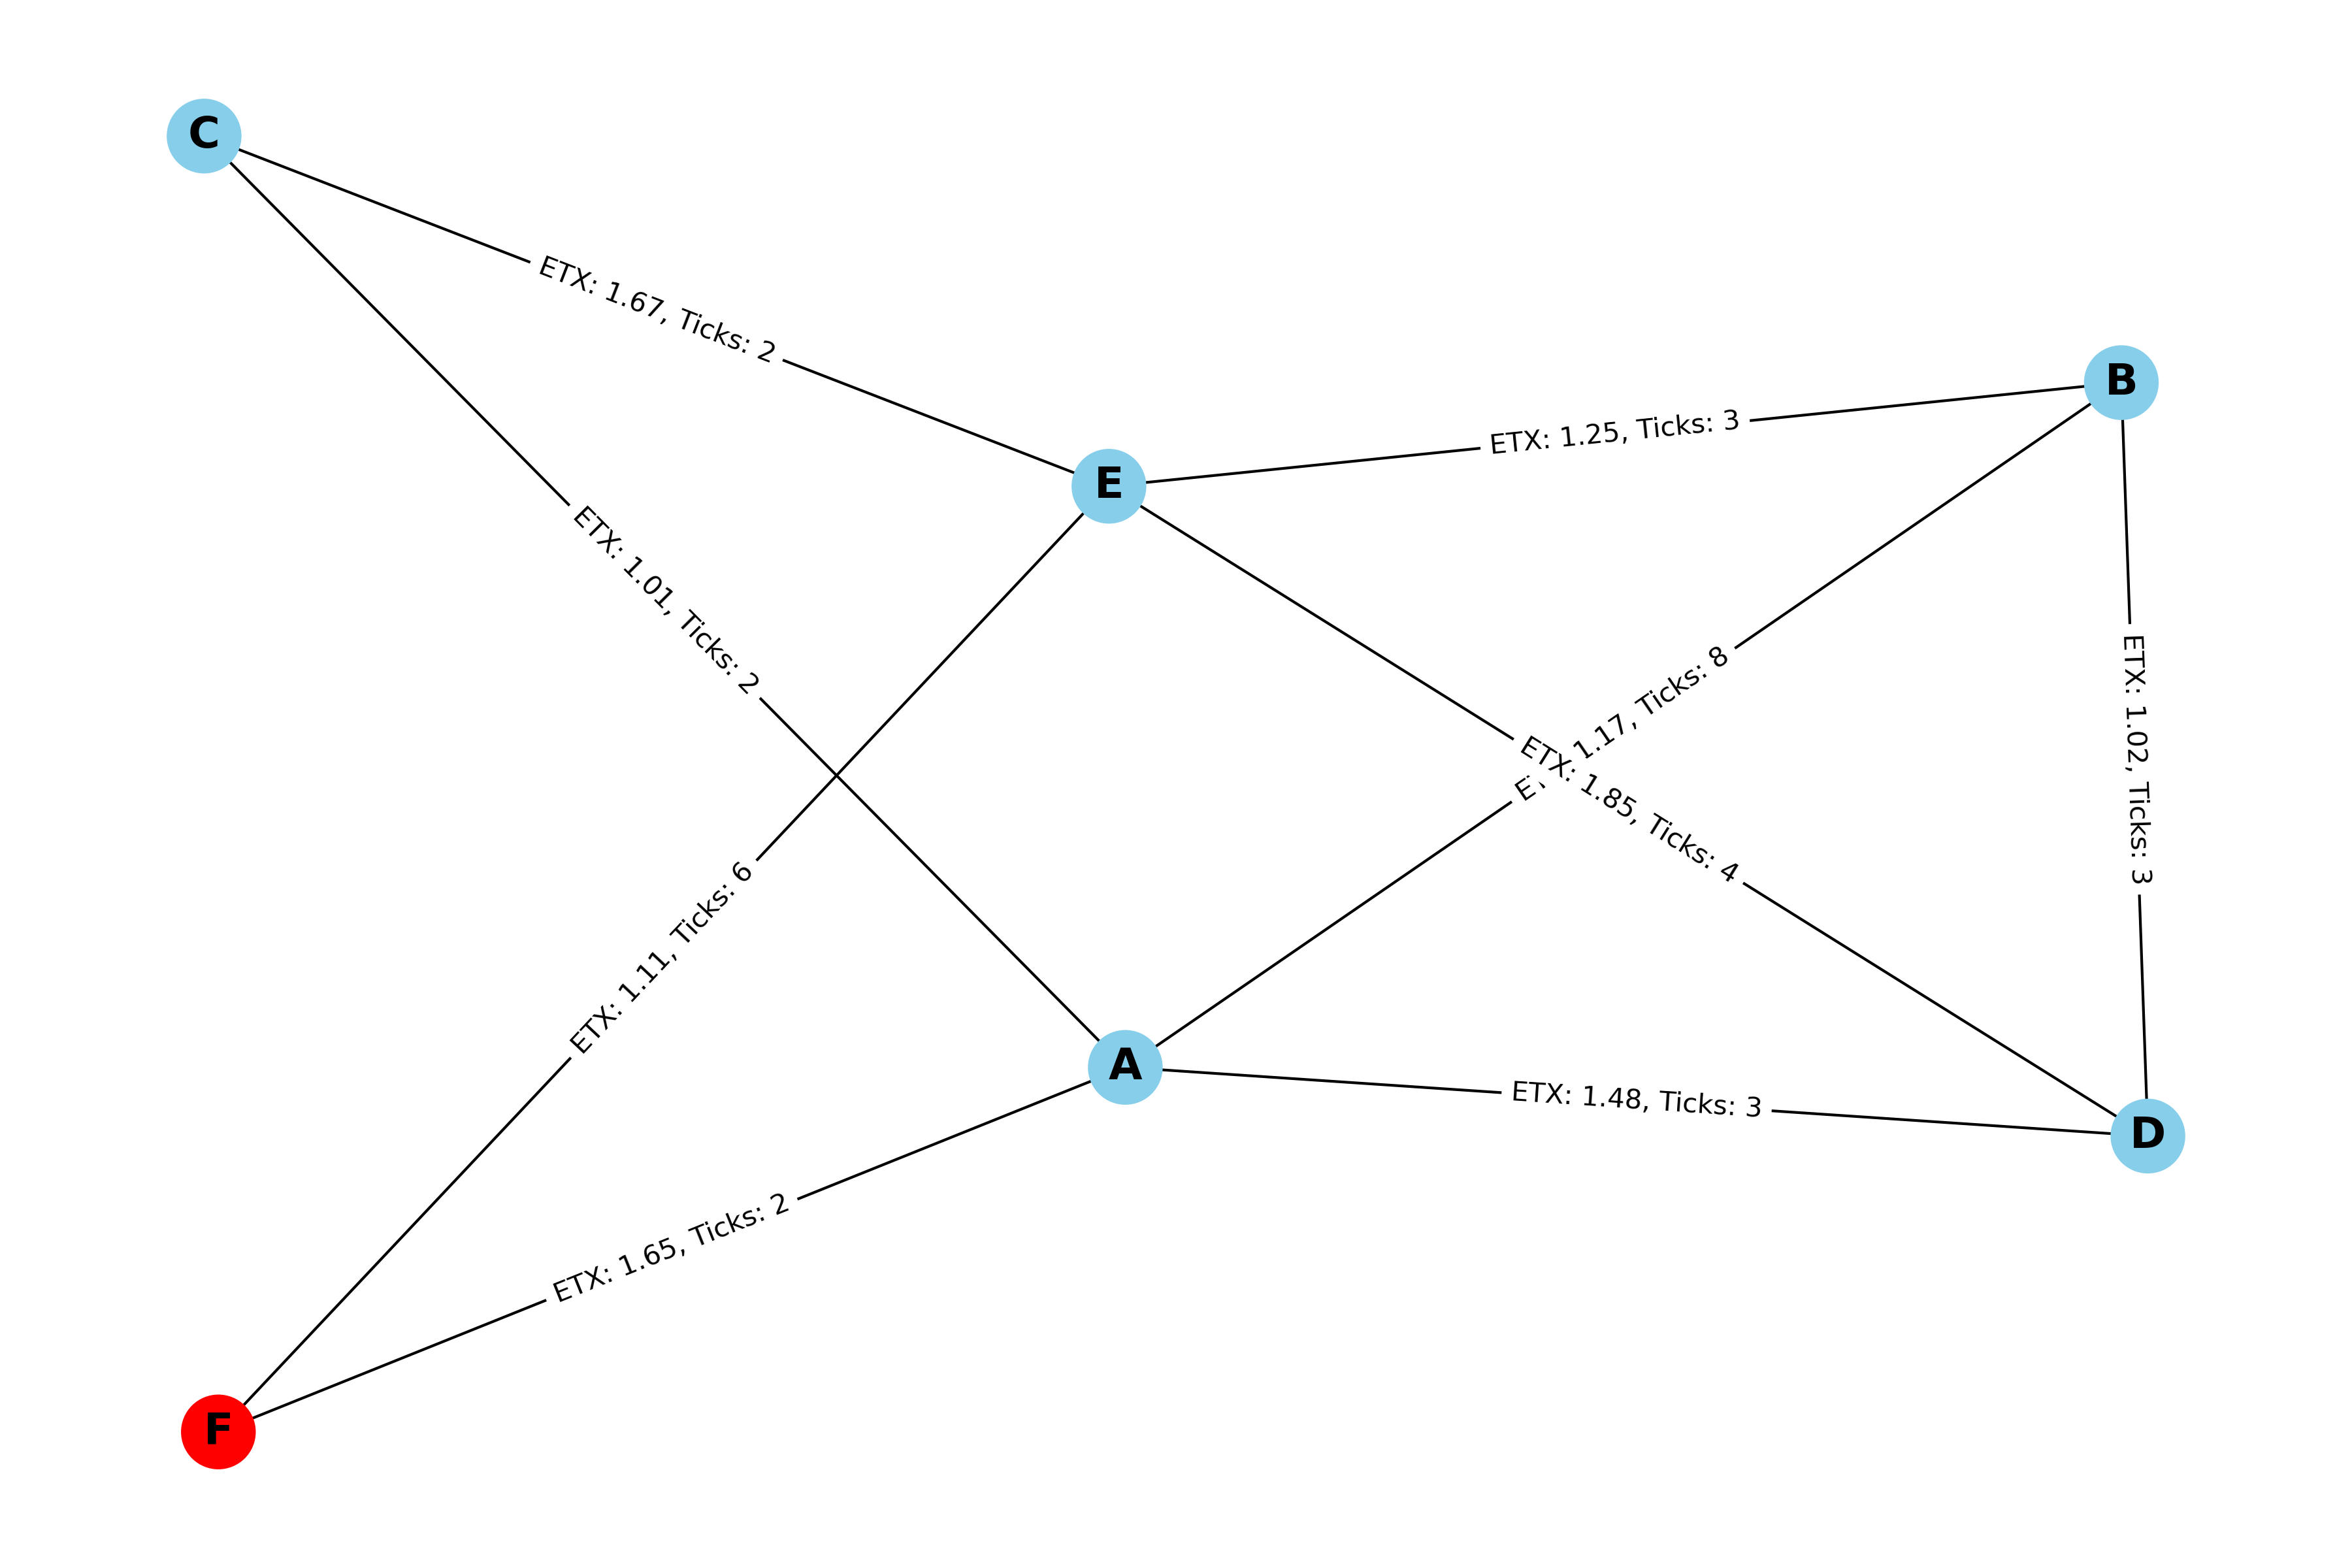 C
ETX: 1.67, Ticks: 2
B
ETX: 1.25, Ticks: 3
E
ETX: 1.01, Ticks: 2
1.17, Ticks: 8
ETX: 1.02, Ticks: 3
ETX: 1.85, Ticks: 4
ETX: 1.11, Ticks: 6
A
ETX: 1.48, Ticks: 3
D
ETX: 1.65, Ticks: 2
F